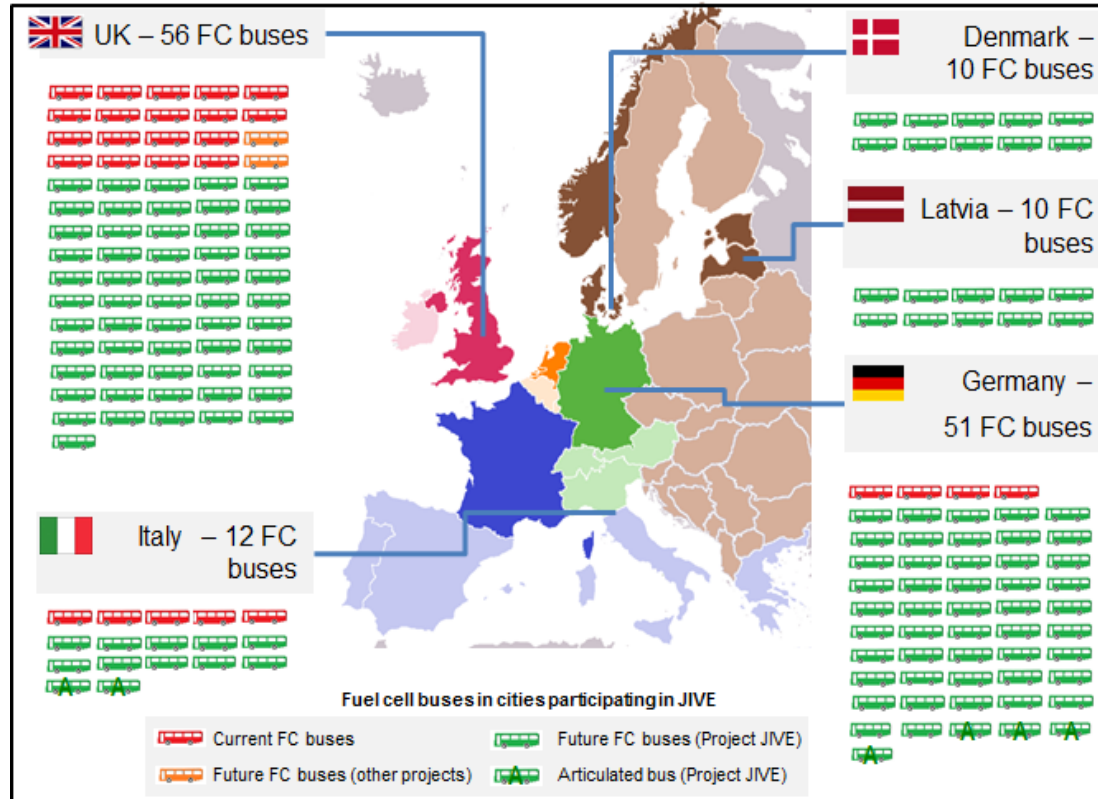 UK – 56 FC buses
Denmark –
10 FC buses
Latvia – 10 FC
buses
Germany –
51 FC buses
Italy – 12 FC
buses
A A
A A A
A
Fuel cell buses in cities participating in JIVE
Current FC buses
Future FC buses (Project JIVE)
Future FC buses (other projects)
A Articulated bus (Project JIVE)